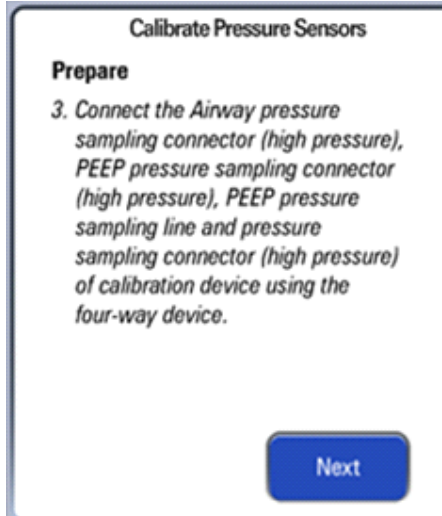 Calibrate Pressure Sensors
Prepare
3. Connect the Airway pressure
sampling connector (high pressure),
PEEP pressure sampling connector
(high pressure), PEEP pressure
sampling line and pressure
sampling connector (high pressure)
of calibration device using the
four-way device.
Next